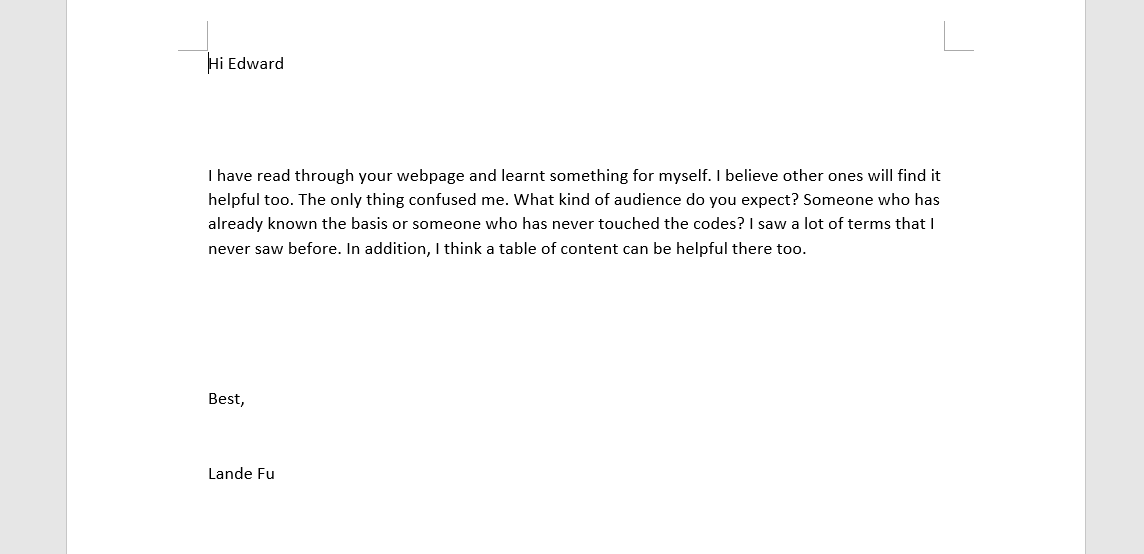 Hi Edward
I have read through your webpage and learnt something for myself. I believe other ones will find it
helpful too. The only thing confused me. What kind of audience do you expect? Someone who has
already known the basis or someone who has never touched the codes? I saw a lot of terms that I
never saw before. In addition, I think a table of content can be helpful there too.
Best,
Lande Fu